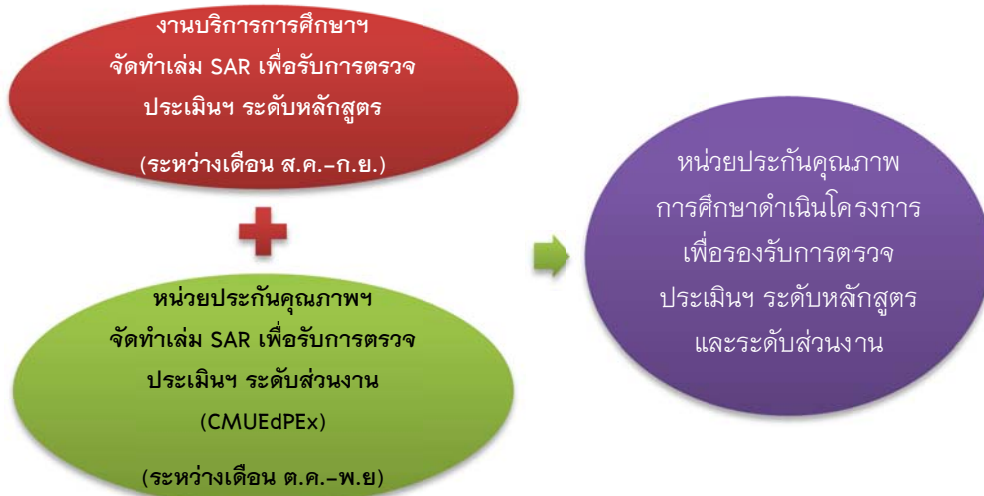 งานบริการการศึกษาฯ
จัดทำเล่ม SAR เพื่อรับการตรวจ
ประเมินฯ ระดับหลักสูตร
(ระหว่างเดือน ส.ค.-ก.ย.)
หน่วยประกันคุณภาพฯ
จัดทำเล่ม SAR เพื่อรับการตรวจ
ประเมินฯ ระดับส่วนงาน
(CMUEdPEx)
(ระหว่างเดือน ต.ค.-พ.ย)
หน่วยประกันคุณภาพ
การศึกษาดำเนินโครงการ
เพื่อรองรับการตรวจ
ประเมินฯ ระดับหลักสูตร
และระดับส่วนงาน